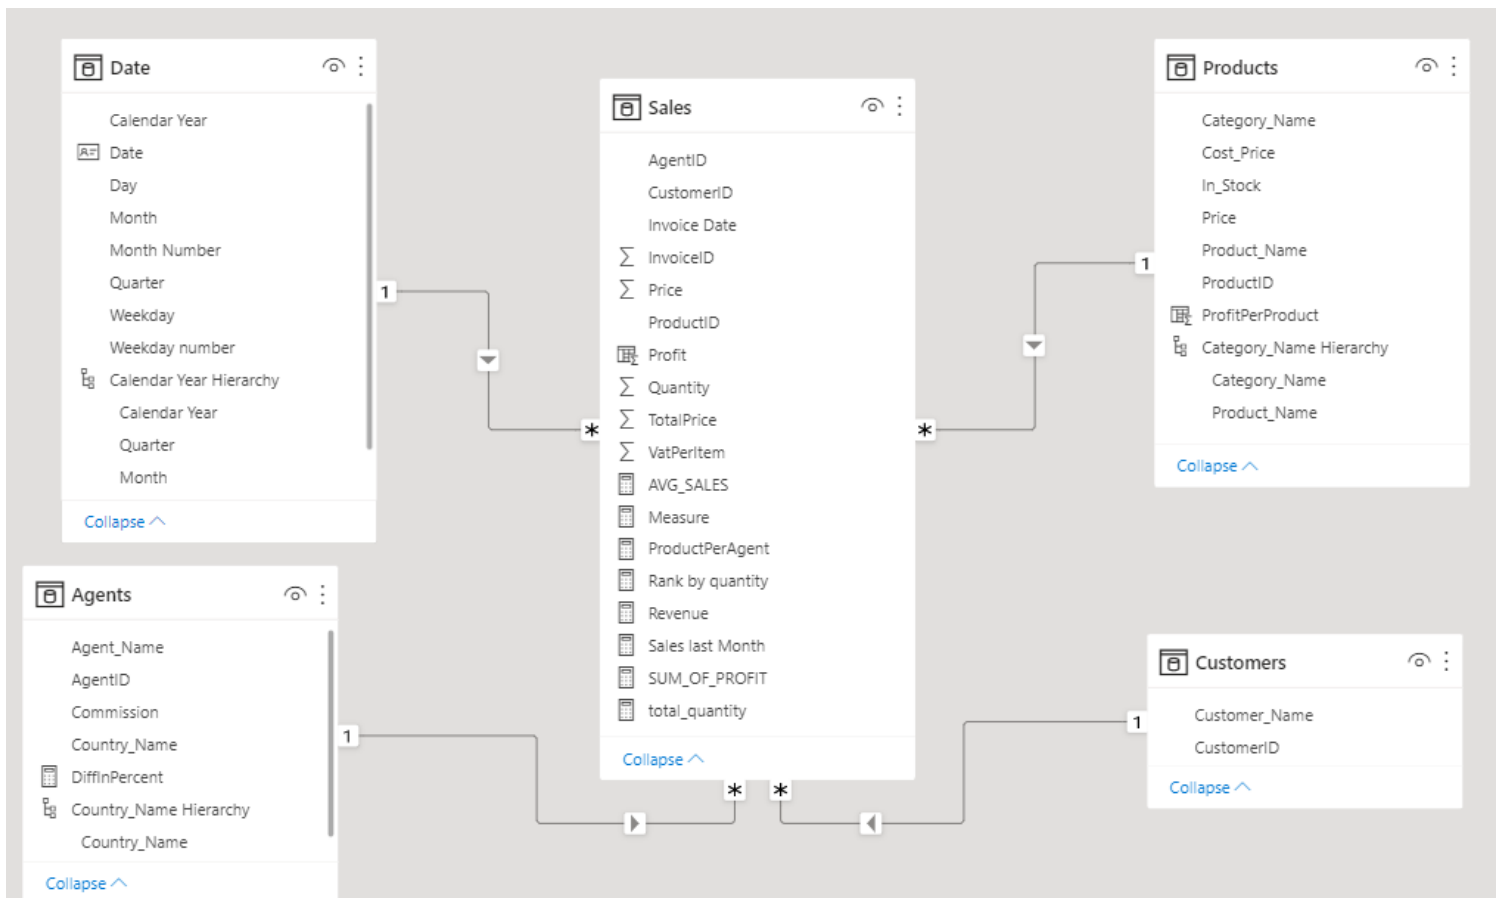 Date
Calendar Year
Date
Day
Month
Month Number
Quarter
Weekday
Weekday number
Calendar Year Hierarchy
Calendar Year
Quarter
Month
Collapse
1
*
Sales
AgentID
CustomerID
Invoice Date
InvoiceID
Price
ProductID
Profit
Quantity
TotalPrice
VatPerItem
AVG_SALES
Measure
ProductPerAgent
Rank by quantity
Revenue
Sales last Month
SUM_OF_PROFIT
total_quantity
Collapse
*
1
Products
Category_Name
Cost_Price
In_Stock
Price
Product_Name
ProductID
ProfitPerProduct
Category_Name Hierarchy
Category_Name
Product_Name
Collapse
Agents
Agent_Name
AgentID
Commission
Country_Name
DiffInPercent
Country_Name Hierarchy
Country_Name
Collapse
1
*
*
1
Customers
Customer_Name
CustomerID
Collapse